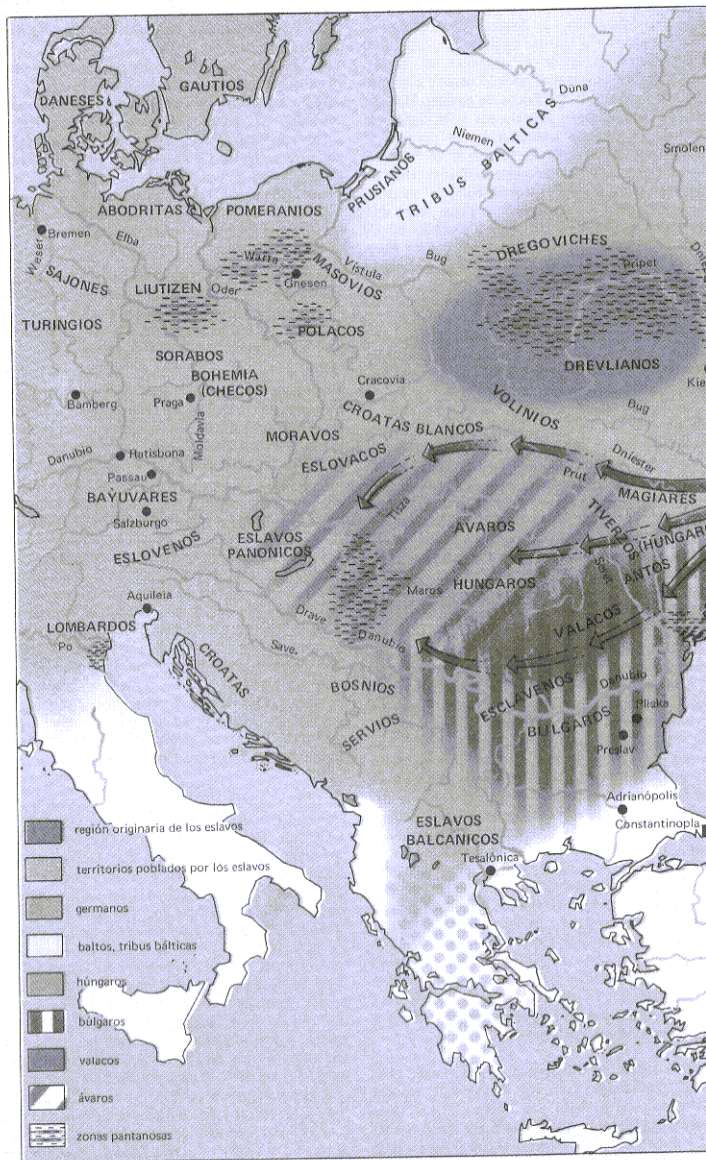 GAUTIOS
DANESES
Duna
Niemen
Smolen
TRIBUS BALTICAS
PRUSIANOS
ABODRITAS
POMERANIOS
Bremen
Elba
Weser
DREGOVICHES
Bug
Vístula
Pripet
Warta
MASOVIOS
SAJONES
LIUTIZEN
Oder
Gnesen
TURINGIOS
POLACOS
SORABOS
DREVLIANOS
BOHEMIA
(CHECOS)
Cracovia
Kie
Bamberg
Praga
VOLINIOS
Bug
CROATAS BLANCOS
Moldavia
MORAVOS
Danubio
Ratisbona
ESLOVACOS
Dniester
Passau
Prut
MAGIARES
BAYUVARES
Tisza
TIVERZOS
Salzburgo
ÁVAROS
(HUNGAR
ESLAVOS
PANONICOS
ESLOVENOS
ANTOS
HUNGAROS
Maros
Siret
Aquileia
Drave
VALACOS
LOMBARDOS
Po
Save
Danubio
CROATAS
BOSNIOS
ESCLAVENOS
Danubio
Pliska
BULGAROS
SERVIOS
Preslav
Adrianópolis
ESLAVOS
BALCANICOS
Constantinopla
Tesalónica
región originaria de los eslavos
territorios poblados por los eslavos
germanos
baltos, tribus bálticas
húngaros
búlgaros
valacos
ávaros
zonas pantanosas